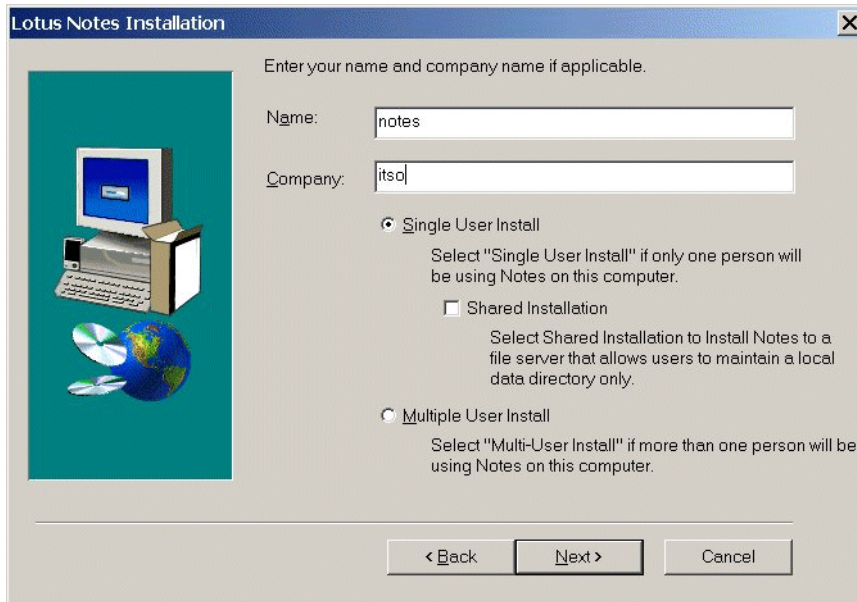 Lotus Notes Installation
Enter your name and company name if applicable.
Name:
notes
Company:
itso
Single User Install
Select "Single User Install" if only one person will
be using Notes on this computer.
Shared Installation
Select Shared Installation to Install Notes to a
file server that allows users to maintain a local
data directory only.
Multiple User Install
Select "Multi-User Install" if more than one person will be
using Notes on this computer.
< Back
Next >
Cancel